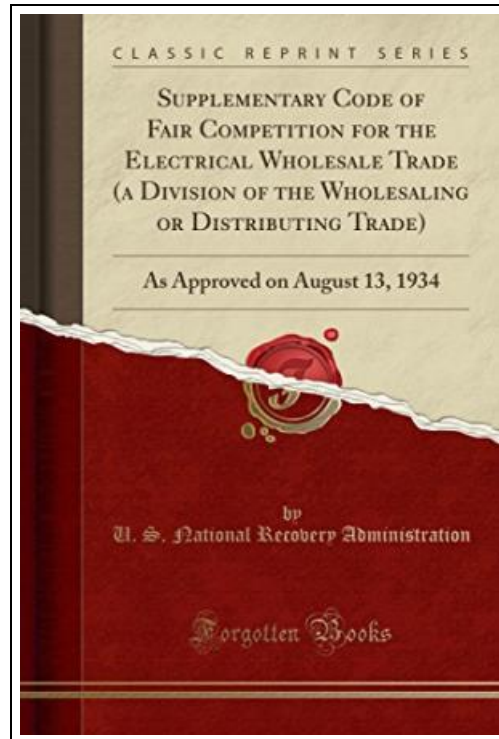 CLASSIC REPRINT SERIES
SUPPLEMENTARY CODE OF
FAIR COMPETITION FOR THE
ELECTRICAL WHOLESALE TRADE
(A DIVISION OF THE WHOLESALING
OR DISTRIBUTING TRADE)
As Approved on August 13, 1934
F
by
U. S. National Recovery Administration
Forgotten Books